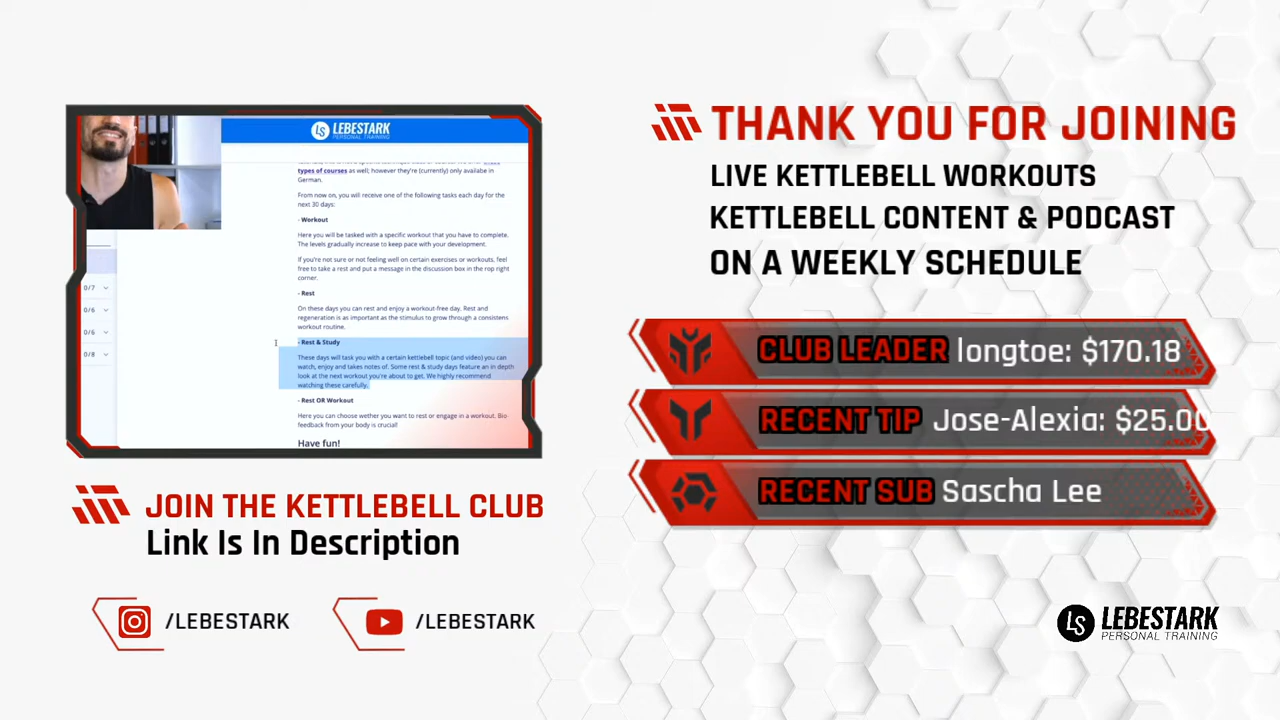 LS LEBESTARK
PERSONAL TRAINING
types of courses as well; however they're (currently) only availabe in
German.
From now on, you will receive one of the following tasks each day for the
next 30 days:
- Workout
Here you will be tasked with a specific workout that you have to complete.
The levels gradually increase to keep pace with your development.
If you're not sure or not feeling well on certain exercises or workouts, feel
free to take a rest and put a message in the discussion box in the rop right
corner.
- Rest
On these days you can rest and enjoy a workout-free day. Rest and
regeneration is as important as the stimulus to grow through a consistens
workout routine.
- Rest & Study
These days will task you with a certain kettlebell topic (and video) you can
watch, enjoy and takes notes of. Some rest & study days feature an in depth
look at the next workout you're about to get. We highly recommend
watching these carefully.
- Rest OR Workout
Here you can choose wether you want to rest or engage in a workout. Bio-
feedback from your body is crucial!
Have fun!
0/7
0/6
0/6
0/8
JOIN THE KETTLEBELL CLUB
Link Is In Description
/LEBESTARK
/LEBESTARK
THANK YOU FOR JOINING
LIVE KETTLEBELL WORKOUTS
KETTLEBELL CONTENT & PODCAST
ON A WEEKLY SCHEDULE
CLUB LEADER longtoe: $170.18
RECENT TIP Jose-Alexia: $25.00
RECENT SUB Sascha Lee
LS LEBESTARK
PERSONAL TRAINING